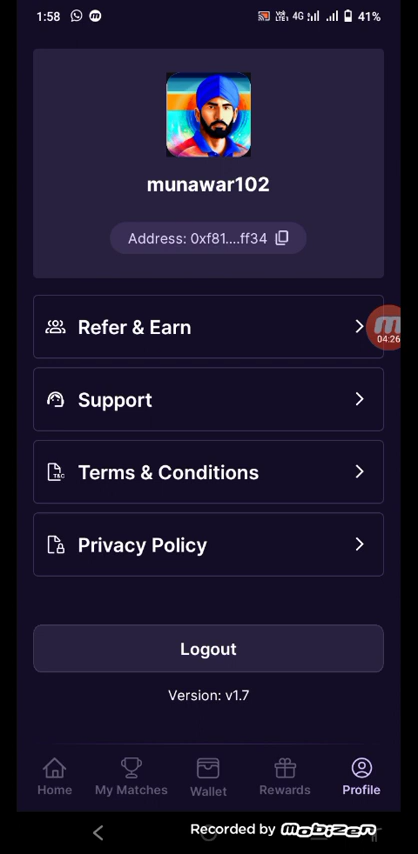 1:58
4G
41%
munawar102
Address: 0xf81....ff34
Refer & Earn
04:26
Support
Terms & Conditions
Privacy Policy
Logout
Version: v1.7
Home
My Matches
Wallet
Rewards
Profile
Recorded by mobizen